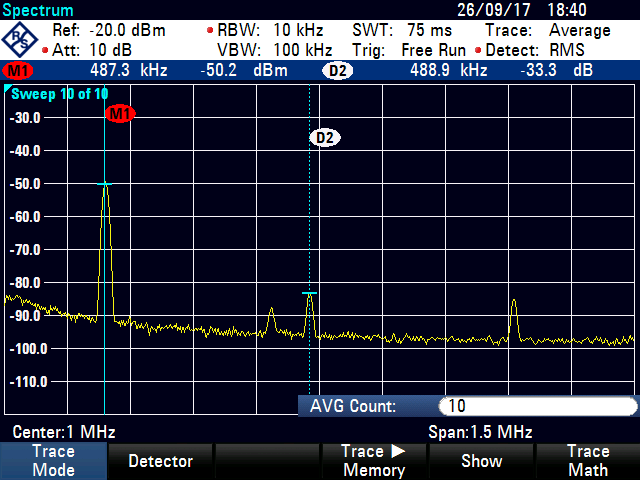 Spectrum 26/09/17 18:40
R S Ref: -20.0 dBm RBW: 10 kHz SWT: 75 ms Trace: Average
Att: 10 dB VBW: 100 kHz Trig: Free Run Detect: RMS
M1 487.3 kHz -50.2 dBm D2 488.9 kHz -33.3 dB
Sweep 10 of 10
M1
-30.0
D2
-40.0
-50.0
-60.0
-70.0
-80.0
-90.0
-100.0
-110.0
AVG Count: 10
Center:1 MHz Span:1.5 MHz
Trace Mode Detector Trace ▶ Memory Show Trace Math